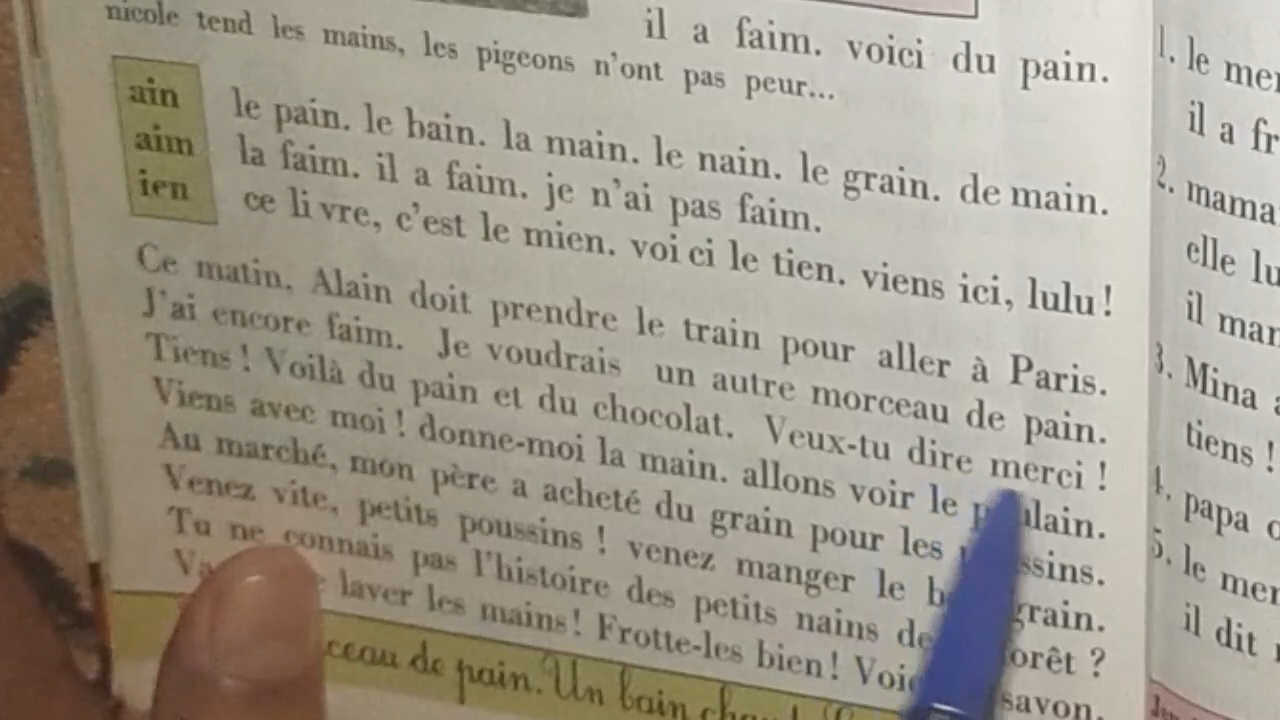 il a faim. voici du pain.
nicole tend les mains, les pigeons n'ont pas peur...
ain
aim
ien
le pain. le bain. la main. le nain. le grain. de main.
la faim. il a faim. je n'ai pas faim.
ce li vre, c'est le mien. voi ci le tien. viens ici, lulu !
Ce matin, Alain doit prendre le train pour aller à Paris.
J'ai encore faim. Je voudrais un autre morceau de pain.
Tiens ! Voilà du pain et du chocolat. Veux-tu dire merci !
Viens avec moi ! donne-moi la main. allons voir le
Au marché, mon père a acheté du grain pour les
Venez vite, petits poussins ! venez manger le grain.
Tu ne connais pas l'histoire des petits nains de ?
laver les mains ! Frotte-les bien ! savon.
de pain. Un bain
1. le
il a
2.
elle
il
3. Mina
tiens !
4. papa
5. le
il dit